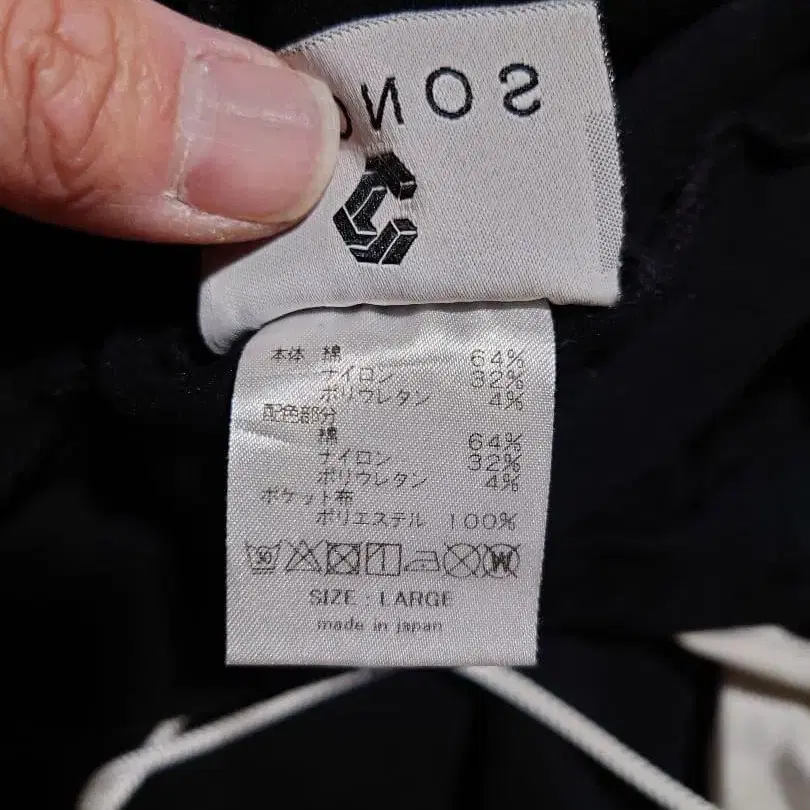 NOS
本体 綿 64%
ナイロン 32%
ポリウレタン 4%
配色部分
綿 64%
ナイロン 32%
ポリウレタン 4%
ポケット布
ポリエステル 100%
30 W
SIZE : LARGE
made in japan